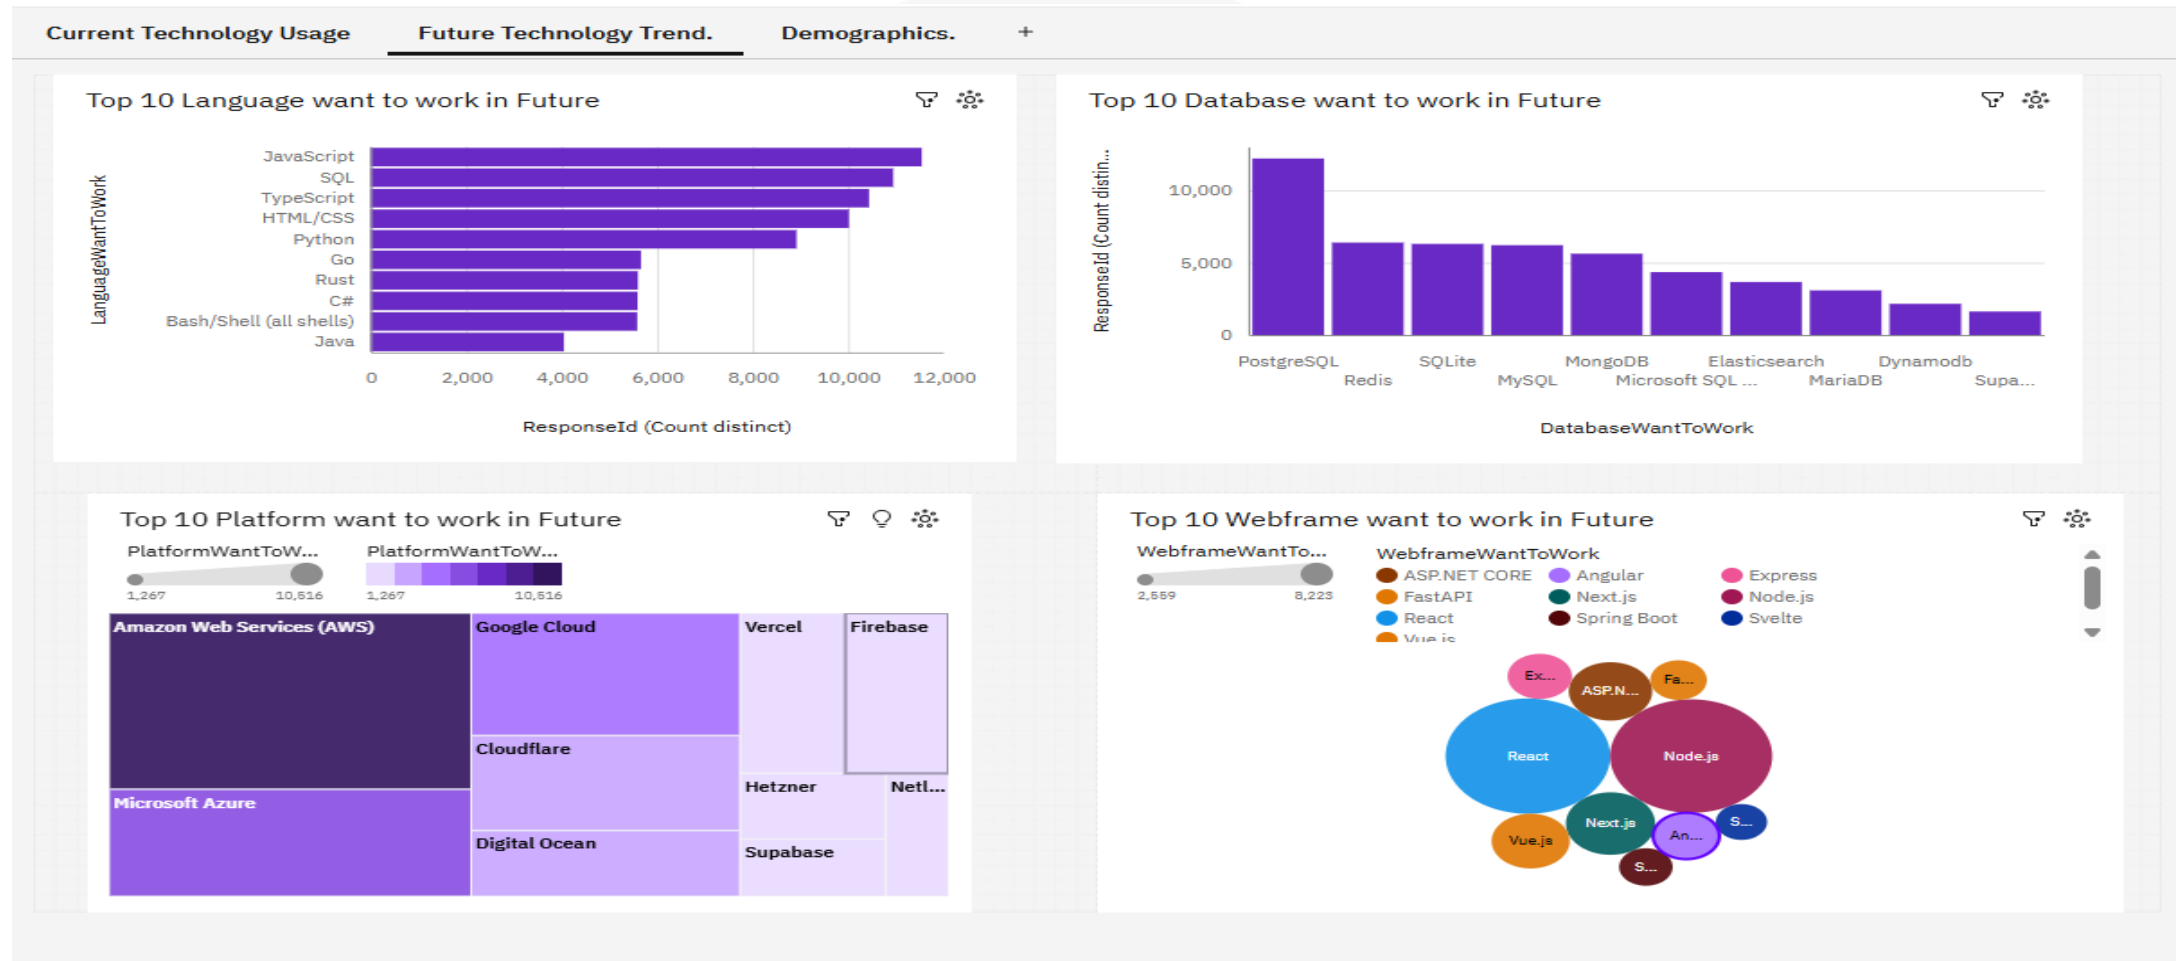 Current Technology Usage
Future Technology Trend.
Demographics.
+
Top 10 Language want to work in Future
LanguageWantToWork
JavaScript
SQL
TypeScript
HTML/CSS
Python
Go
Rust
C#
Bash/Shell (all shells)
Java
0 2,000 4,000 6,000 8,000 10,000 12,000
ResponseId (Count distinct)
Top 10 Database want to work in Future
ResponseId (Count distin...
10,000
5,000
0
PostgreSQL SQLite MongoDB Elasticsearch Dynamodb
Redis MySQL Microsoft SQL ... MariaDB Supa...
DatabaseWantToWork
Top 10 Platform want to work in Future
PlatformWantToW... PlatformWantToW...
1,267 10,516 1,267 10,516
Amazon Web Services (AWS) Google Cloud Vercel Firebase
Cloudflare
Hetzner Netl...
Microsoft Azure
Digital Ocean
Supabase
Top 10 Webframe want to work in Future
WebframeWantTo...
2,559 8,223
WebframeWantToWork
ASP.NET CORE Angular Express
FastAPI Next.js Node.js
React Spring Boot Svelte
Vue.js
Ex... ASP.N... Fa...
React Node.js
Next.js S...
Vue.js An...
S...